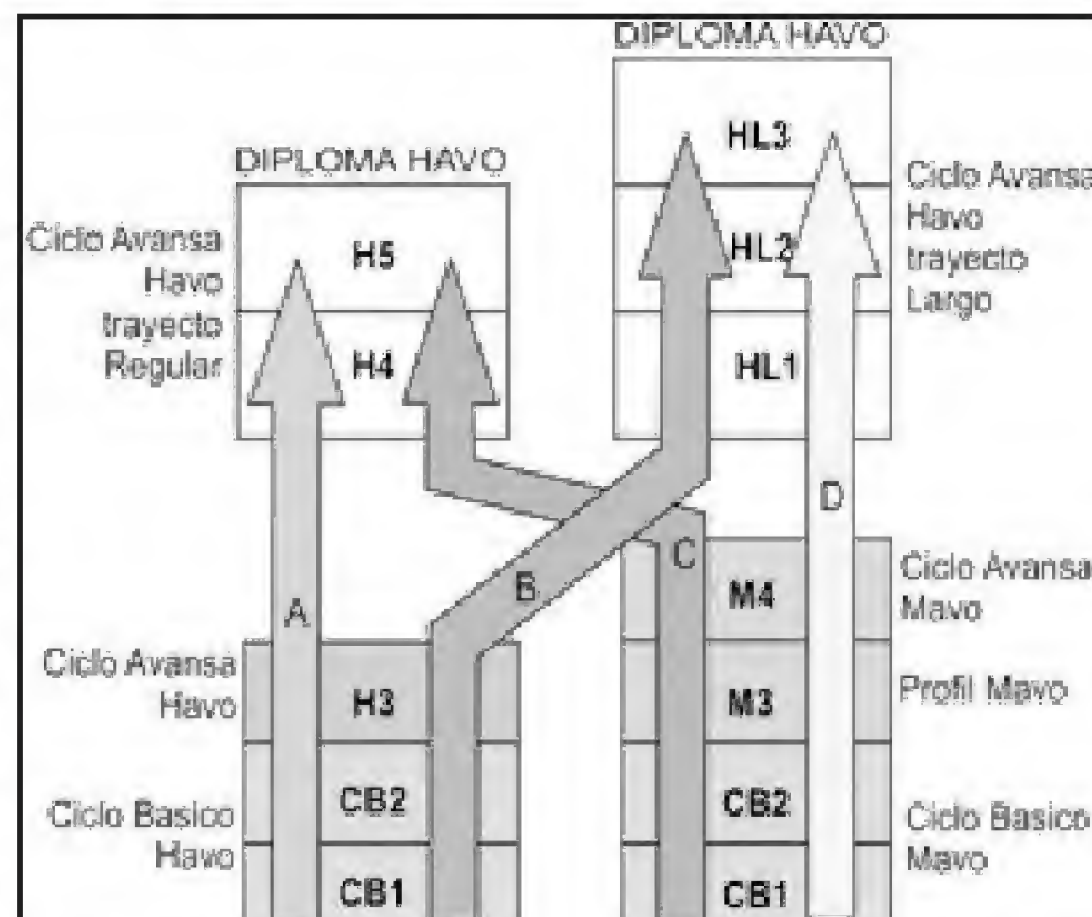 DIPLOMA HAVO
HL3
DIPLOMA HAVO
Ciclo Avansa
Havo
trayecto
Largo
Ciclo Avansa
Havo
trayecto
Regular
H5
HL2
H4
HL1
D
C
B
A
M4
Ciclo Avansa
Mavo
Ciclo Avansa
Havo
H3
M3
Profil Mavo
CB2
CB2
Ciclo Basico
Havo
Ciclo Basico
Mavo
CB1
CB1